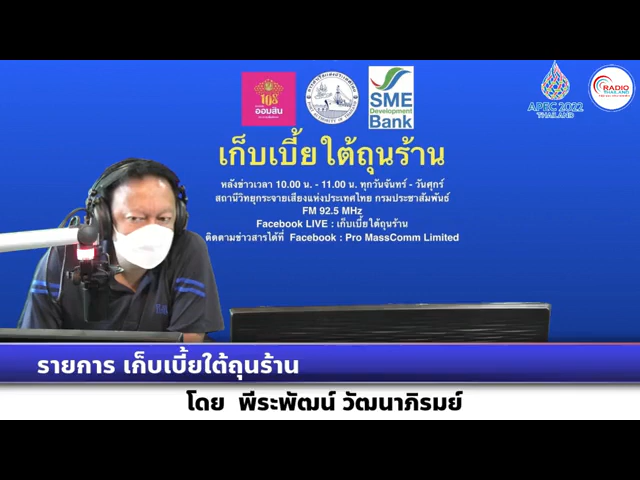 APEC 2022
THAILAND
RADIO
THAILAND
108
ออมสิน
SME
Development
Bank
เก็บเบี้ยใต้ถุนร้าน
หลังข่าวเวลา 10.00 น. - 11.00 น. ทุกวันจันทร์ - วันศุกร์
สถานีวิทยุกระจายเสียงแห่งประเทศไทย กรมประชาสัมพันธ์
FM 92.5 MHz
Facebook LIVE : เก็บเบี้ยใต้ถุนร้าน
ติดตามข่าวสารได้ที่ Facebook : Pro MassComm Limited
รายการ เก็บเบี้ยใต้ถุนร้าน
โดย พีระพัฒน์ วัฒนาภิรมย์